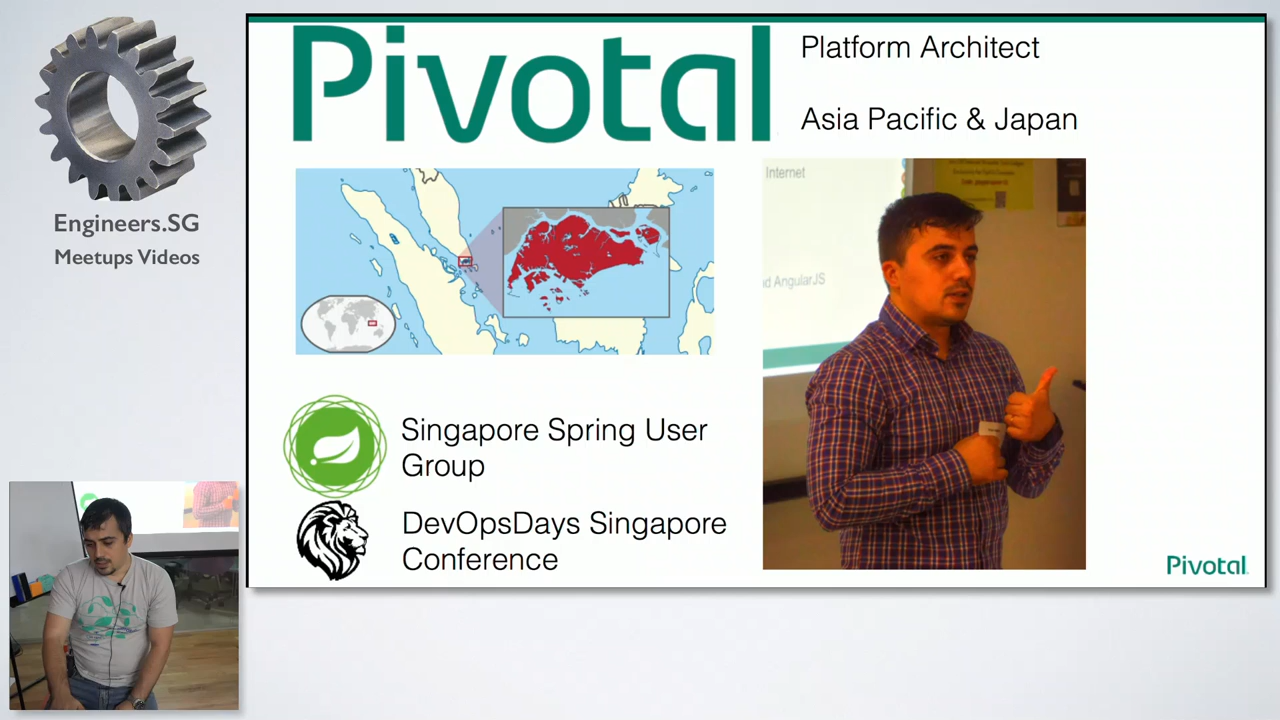 Engineers.SG
Meetups Videos
Pivotal
Platform Architect
Asia Pacific & Japan
Internet
nd AngularJS
Singapore Spring User
Group
DevOpsDays Singapore
Conference
Pivotal